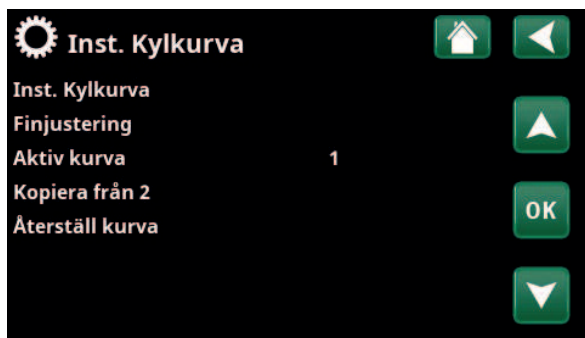 Inst. Kylkurva
Inst. Kylkurva
Finjustering
Aktiv kurva 1
Kopiera från 2
OK
Återställ kurva